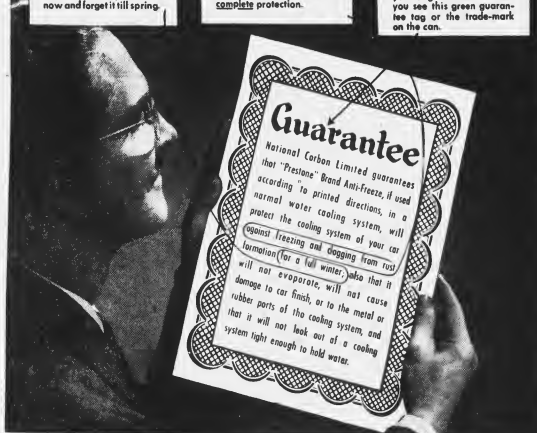 now and forget it till spring.
complete protection.
you see this green guaran-
tee tag or the trade-mark
on the can.
Guarantee
National Carbon Limited guarantees
that "Prestone" Brand Anti-Freeze, if used
according "to printed directions, in a
normal water cooling system, will
protect the cooling system of your car
against freezing and clogging from rust
formation for a full winter; also that it
will not evaporate, will not cause
damage to car finish, or to the metal or
rubber parts of the cooling system, and
that it will not leak out of a cooling
system tight enough to hold water.